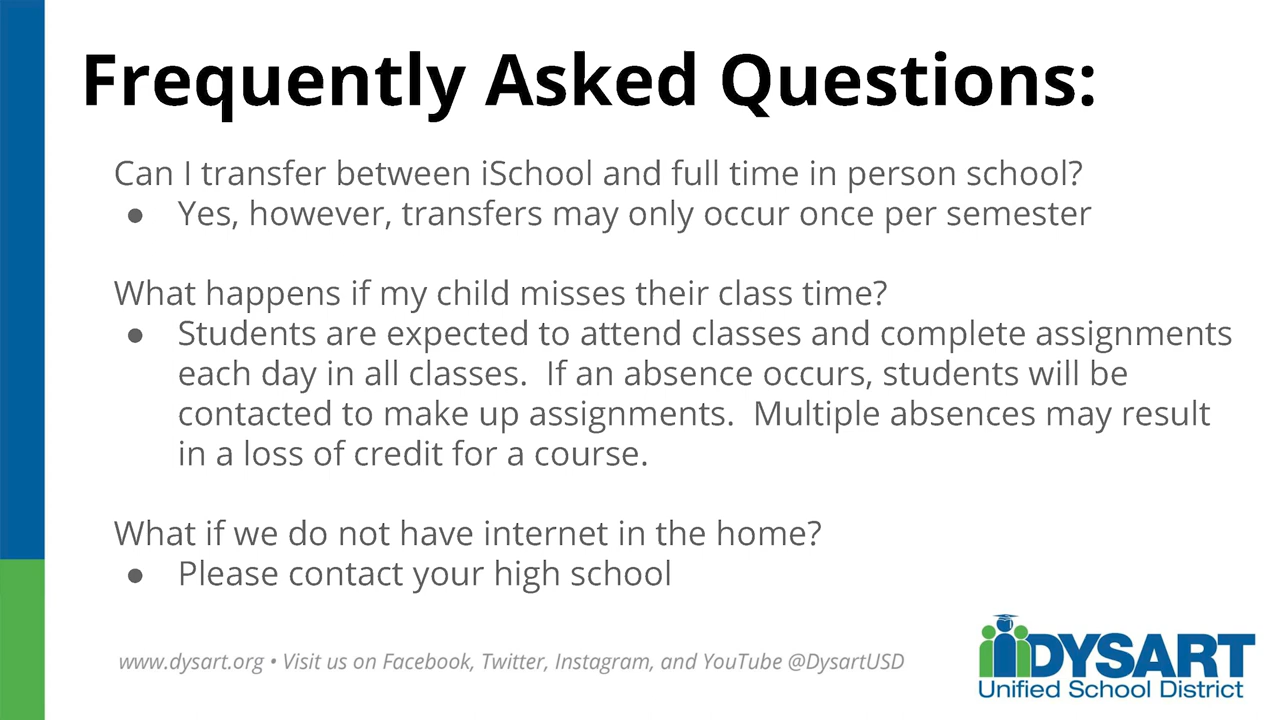 Frequently Asked Questions:
Can I transfer between iSchool and full time in person school?
● Yes, however, transfers may only occur once per semester
What happens if my child misses their class time?
● Students are expected to attend classes and complete assignments
each day in all classes.  If an absence occurs, students will be
contacted to make up assignments.  Multiple absences may result
in a loss of credit for a course.
What if we do not have internet in the home?
● Please contact your high school
www.dysart.org • Visit us on Facebook, Twitter, Instagram, and YouTube @DysartUSD
DYSART
Unified School District